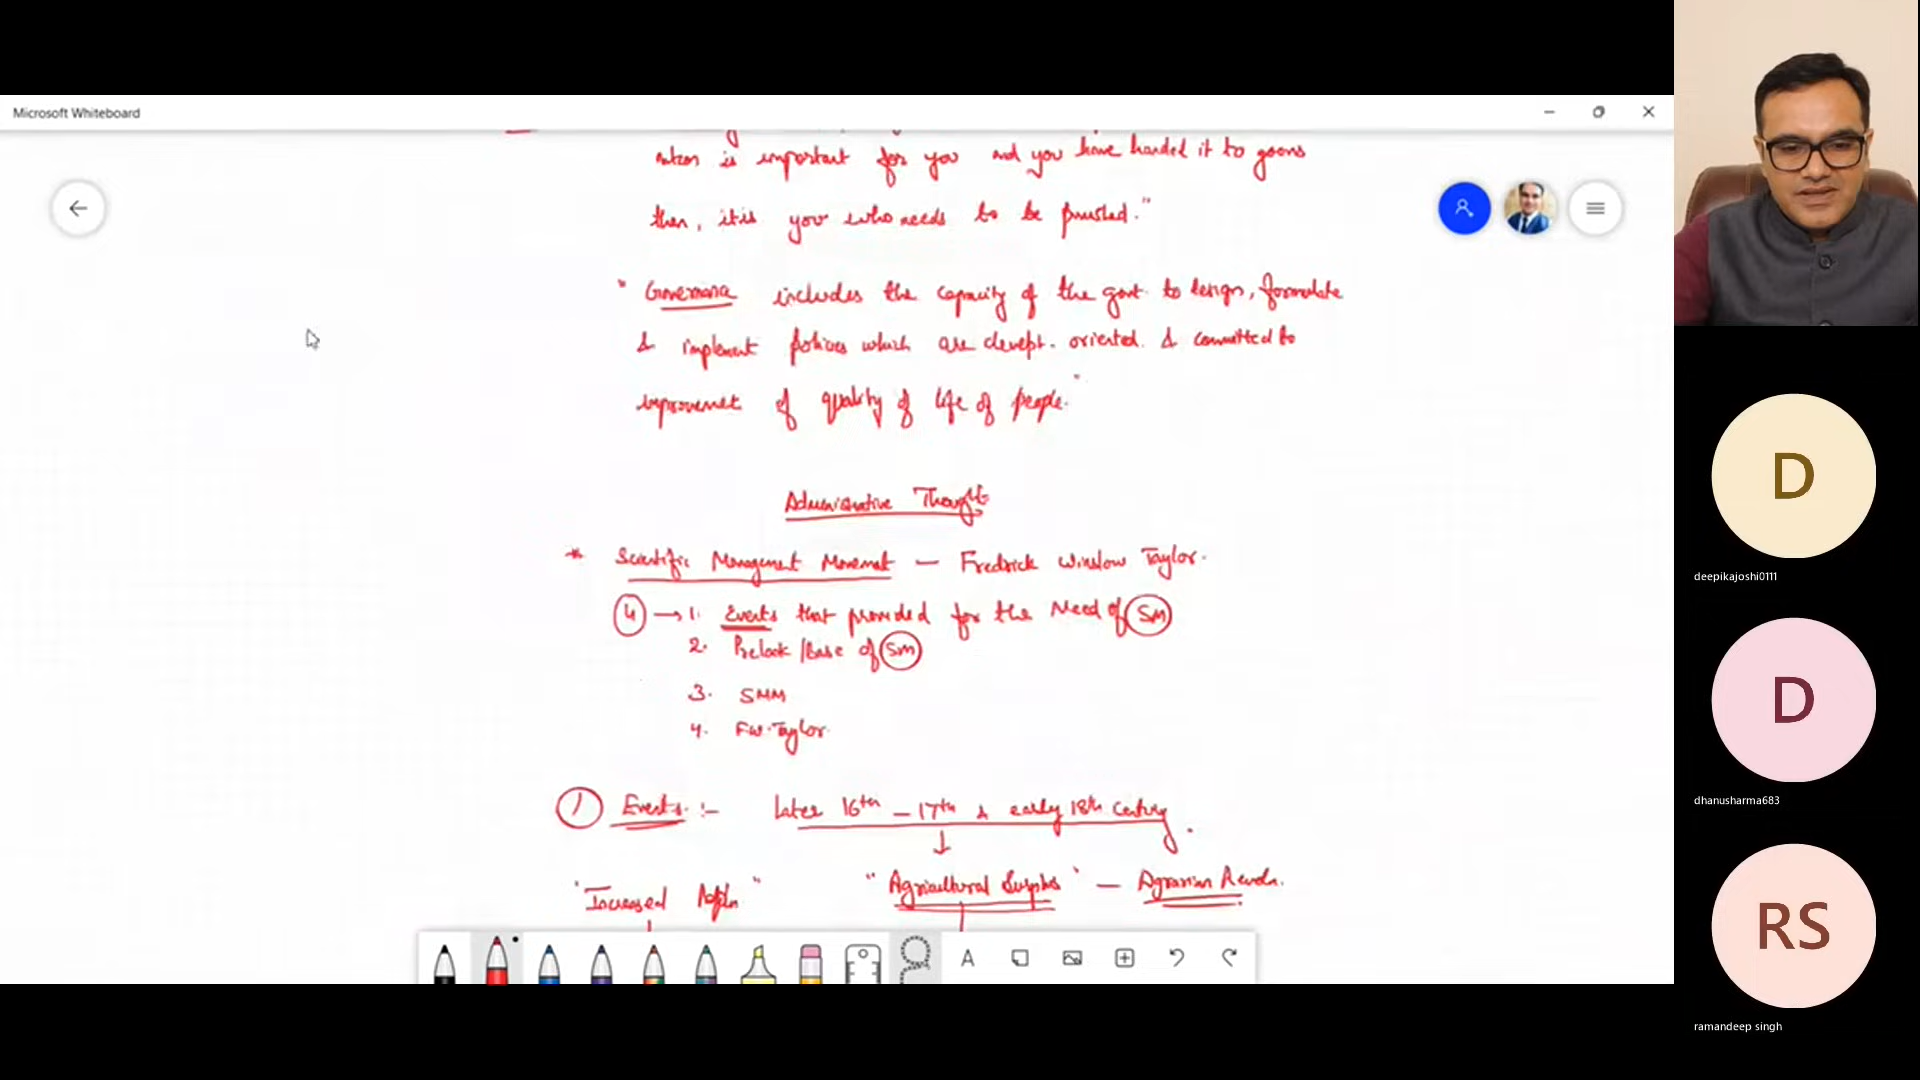 Microsoft Whiteboard
is important for you and you have handed it to goons
then, it is you who needs to be punished."
" Governance includes the capacity of the govt. to design, formulate
& implement policies which are devept. oriented & committed to
improvement of quality of life of people."
Administrative Thought
* Scientific Management Movement — Fredrick Winslow Taylor.
4 → 1. Events that provided for the Need of SM
2. /Base of SM
3. SMM
4. F.W. Taylor.
1 Events :- Later 16th – 17th & early 18th Century.
"Increased Popln" "Agricultural Surplus" — Agrarian Revoln.
D
deepikajoshi0111
D
dhanusharma683
RS
ramandeep singh